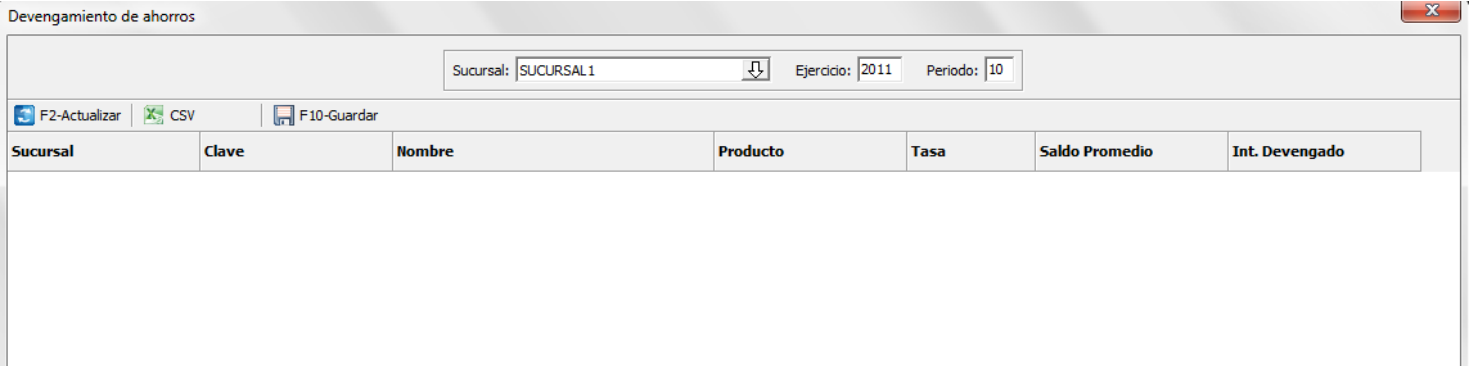 Devengamiento de ahorros
Sucursal: SUCURSAL1 Ejercicio: 2011 Periodo: 10
F2-Actualizar CSV F10-Guardar
Sucursal Clave Nombre Producto Tasa Saldo Promedio Int. Devengado